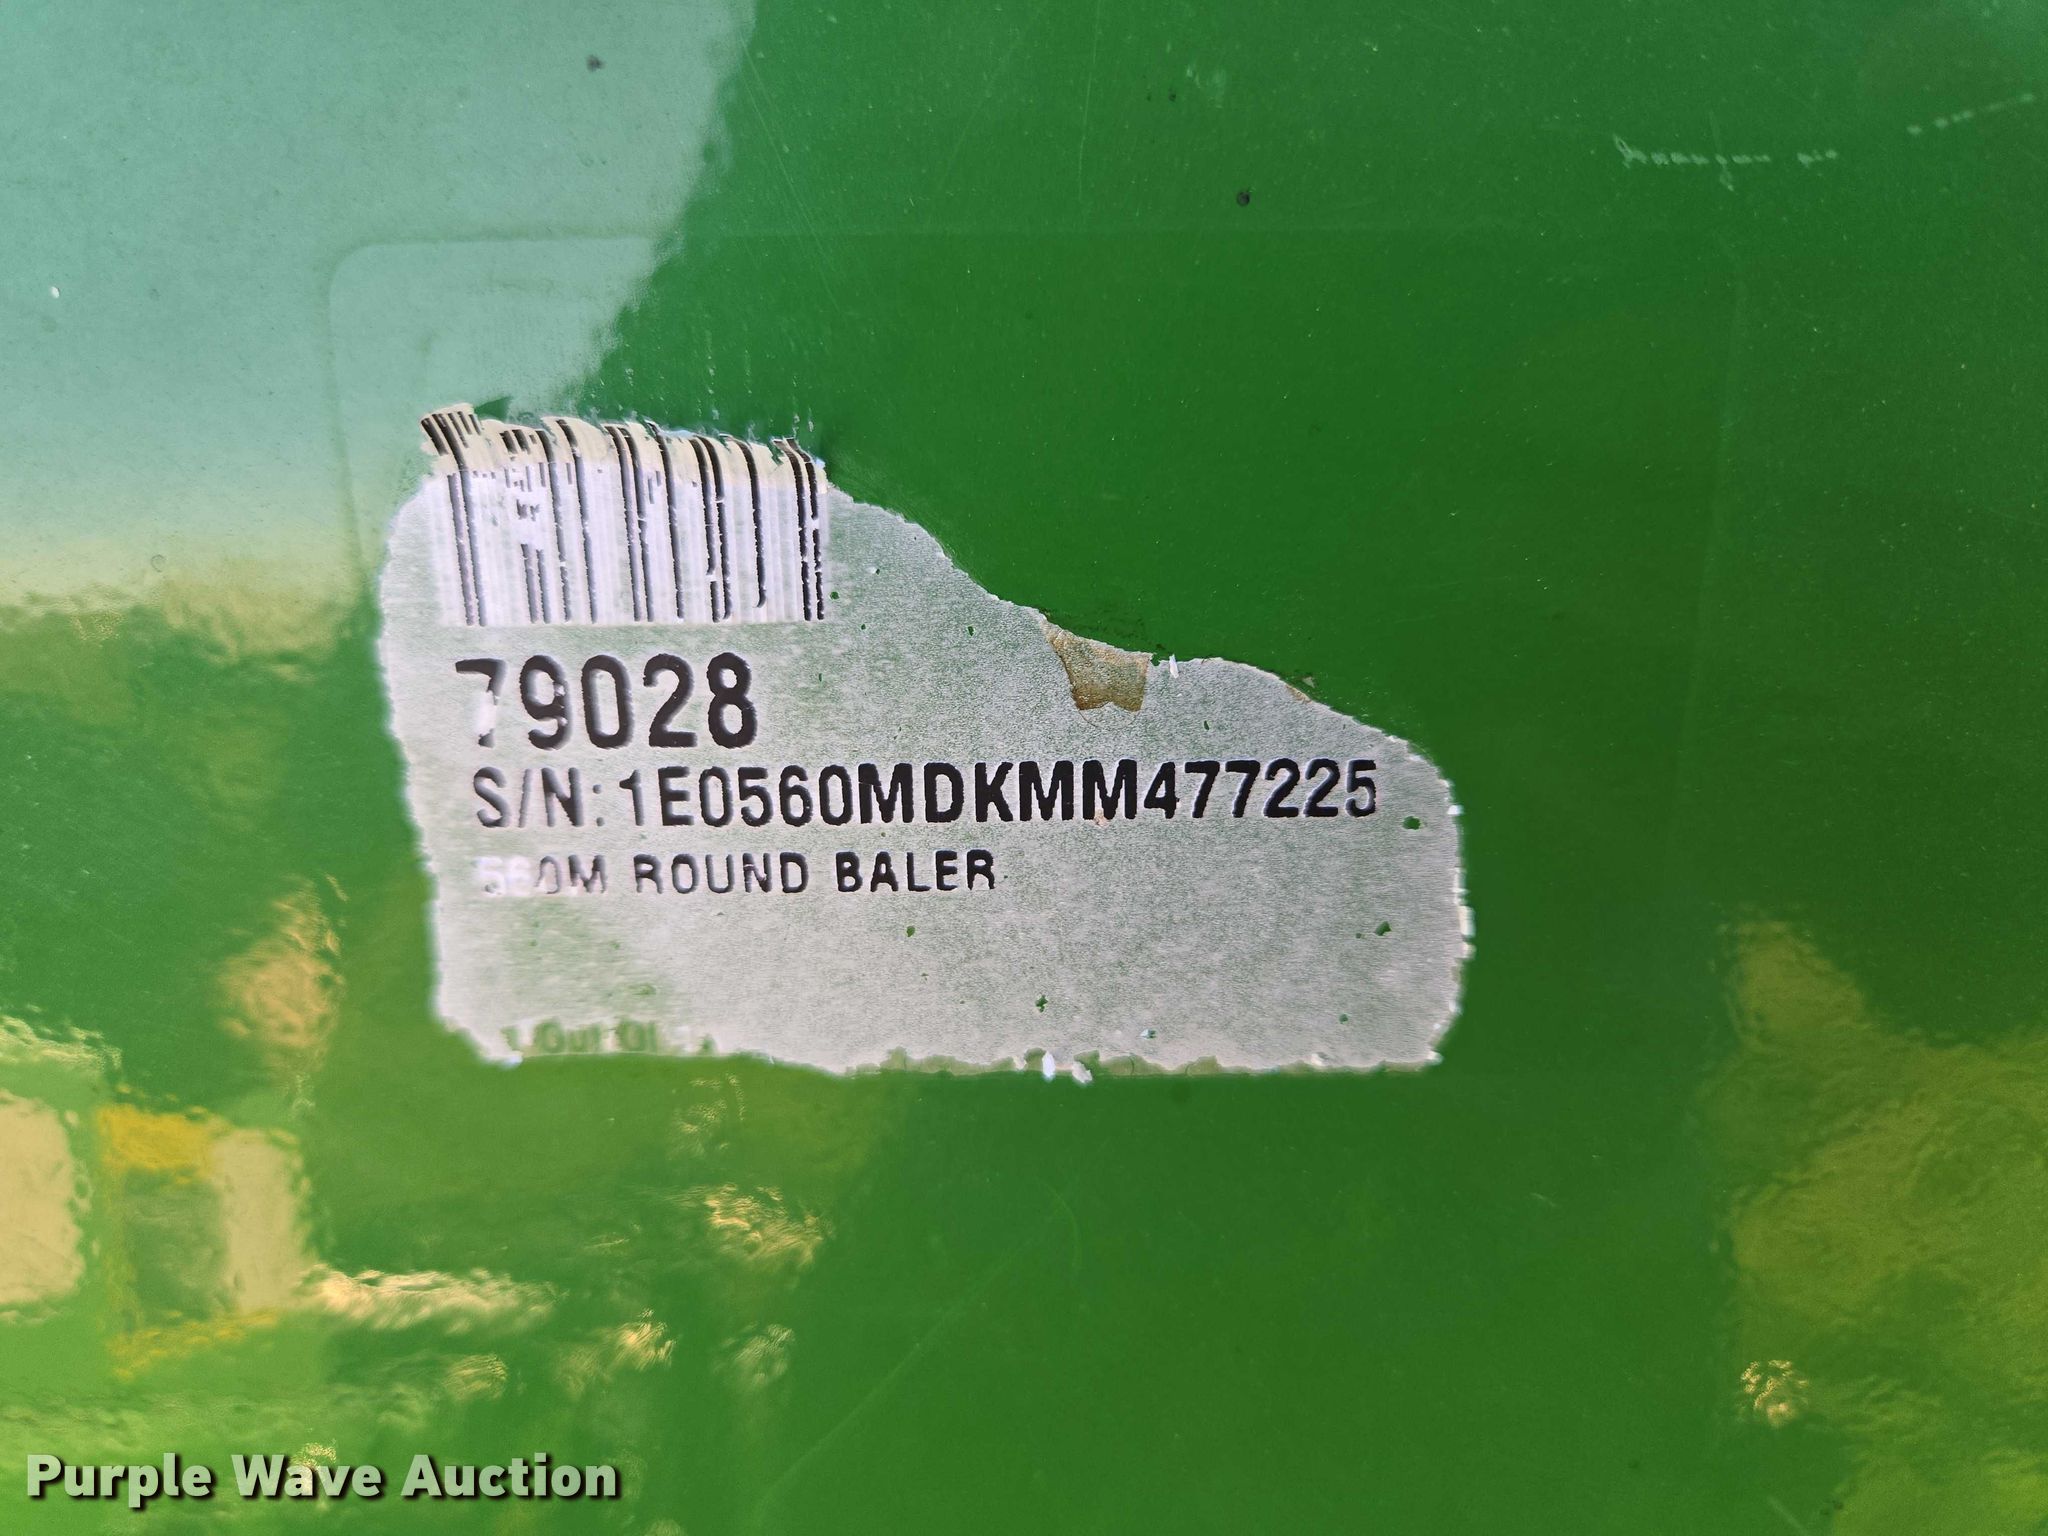 79028
S/N: 1E0560MDKMM477225
560M ROUND BALER
Purple Wave Auction